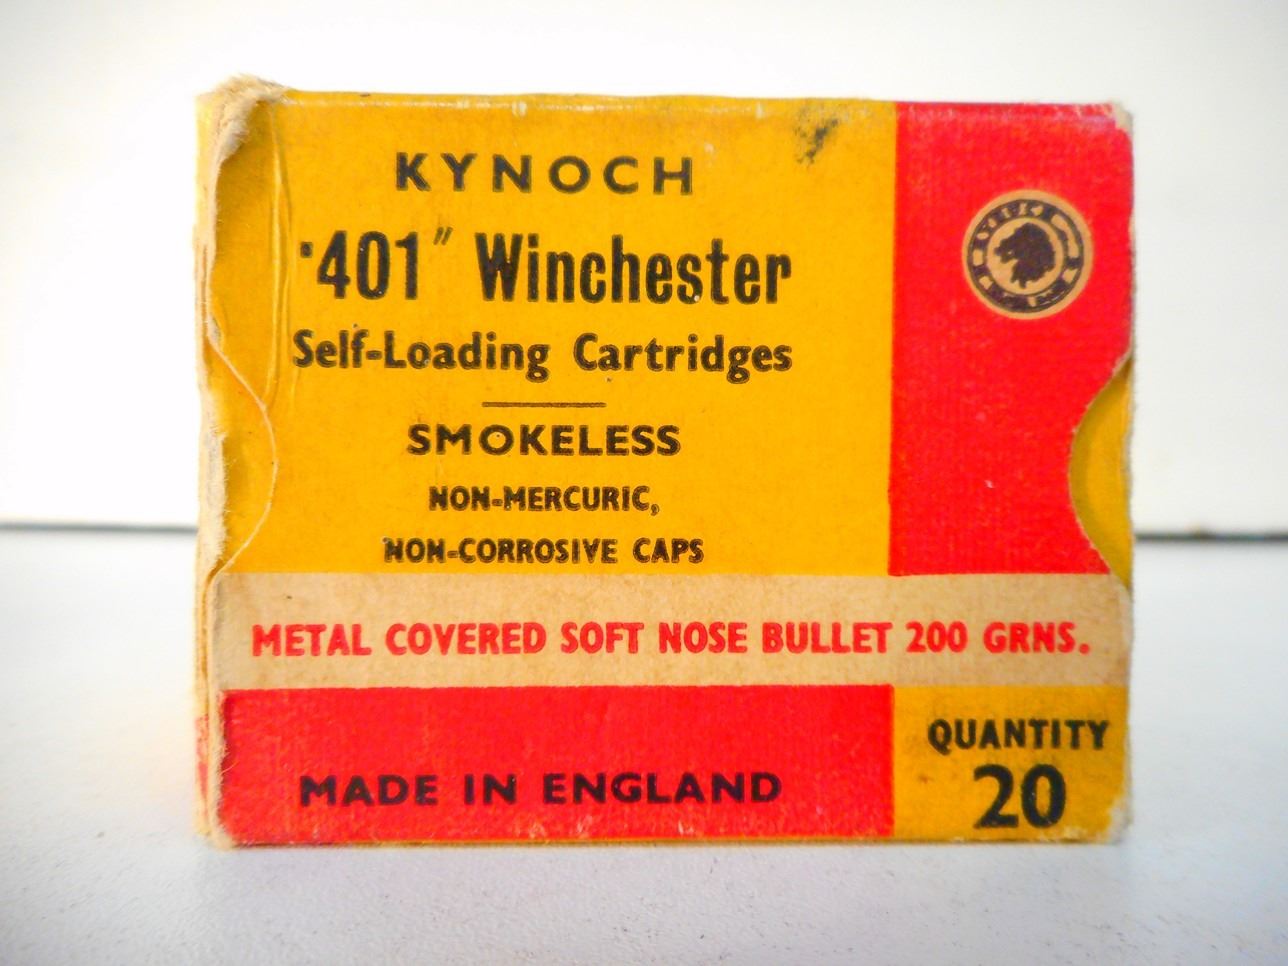 KYNOCH
·401″ Winchester
Self-Loading Cartridges
SMOKELESS
NON-MERCURIC,
NON-CORROSIVE CAPS
METAL COVERED SOFT NOSE BULLET 200 GRNS.
MADE IN ENGLAND
QUANTITY
20